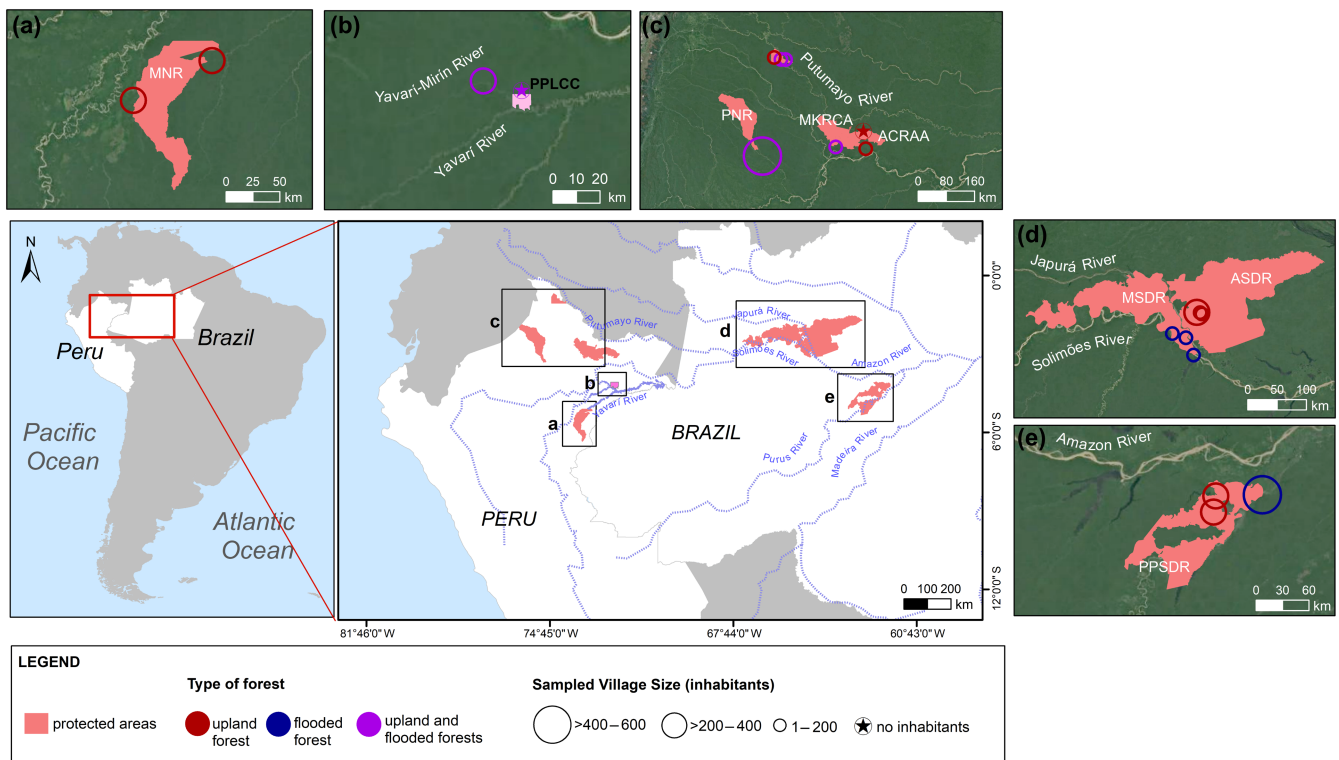 (a)
MNR
0 25 50
km
(b)
Yavarí-Mirín River
PPLCC
Yavarí River
0 10 20
km
(c)
Putumayo River
PNR
MKRCA
ACRAA
0 80 160
km
N
Peru
Brazil
Pacific
Ocean
Atlantic
Ocean
c
Putumayo River
d
Japurá River
Solimões River
Amazon River
b
Yavari River
a
e
BRAZIL
Purus River
Madeira River
PERU
0 100 200
km
0°0'0"
6°0'0"S
12°0'0"S
81°46'0"W
74°45'0"W
67°44'0"W
60°43'0"W
(d)
Japurá River
ASDR
MSDR
Solimões River
0 50 100
km
(e)
Amazon River
PPSDR
0 30 60
km
LEGEND
Type of forest
Sampled Village Size (inhabitants)
protected areas
upland
forest
flooded
forest
upland and
flooded forests
>400–600
>200–400
1–200
no inhabitants